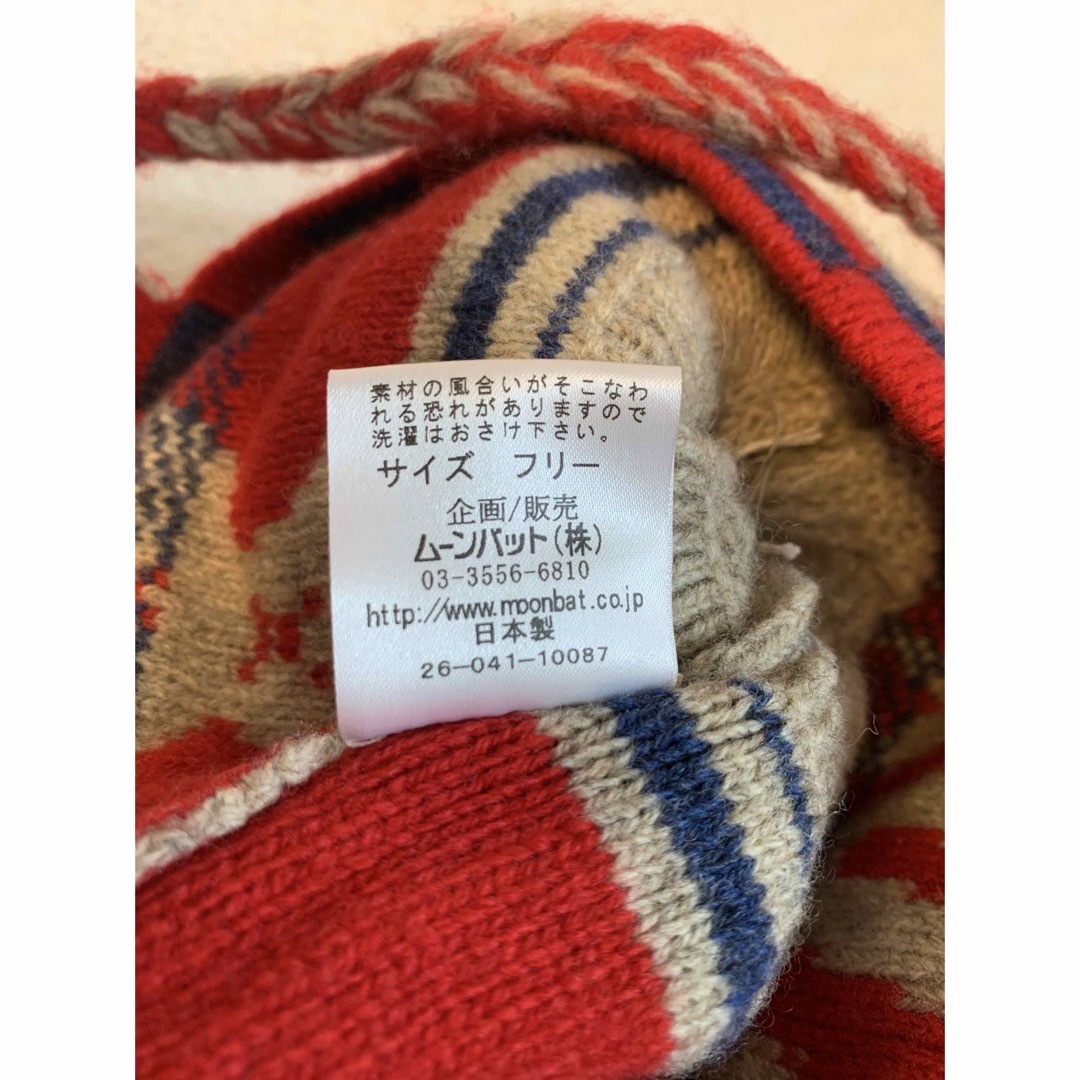 素材の風合いがそこなわ
れる恐れがありますので
洗濯はおさけ下さい。
サイズ　フリー
企画/販売
ムーンバット(株)
03-3556-6810
http://www.moonbat.co.jp
日本製
26-041-10087